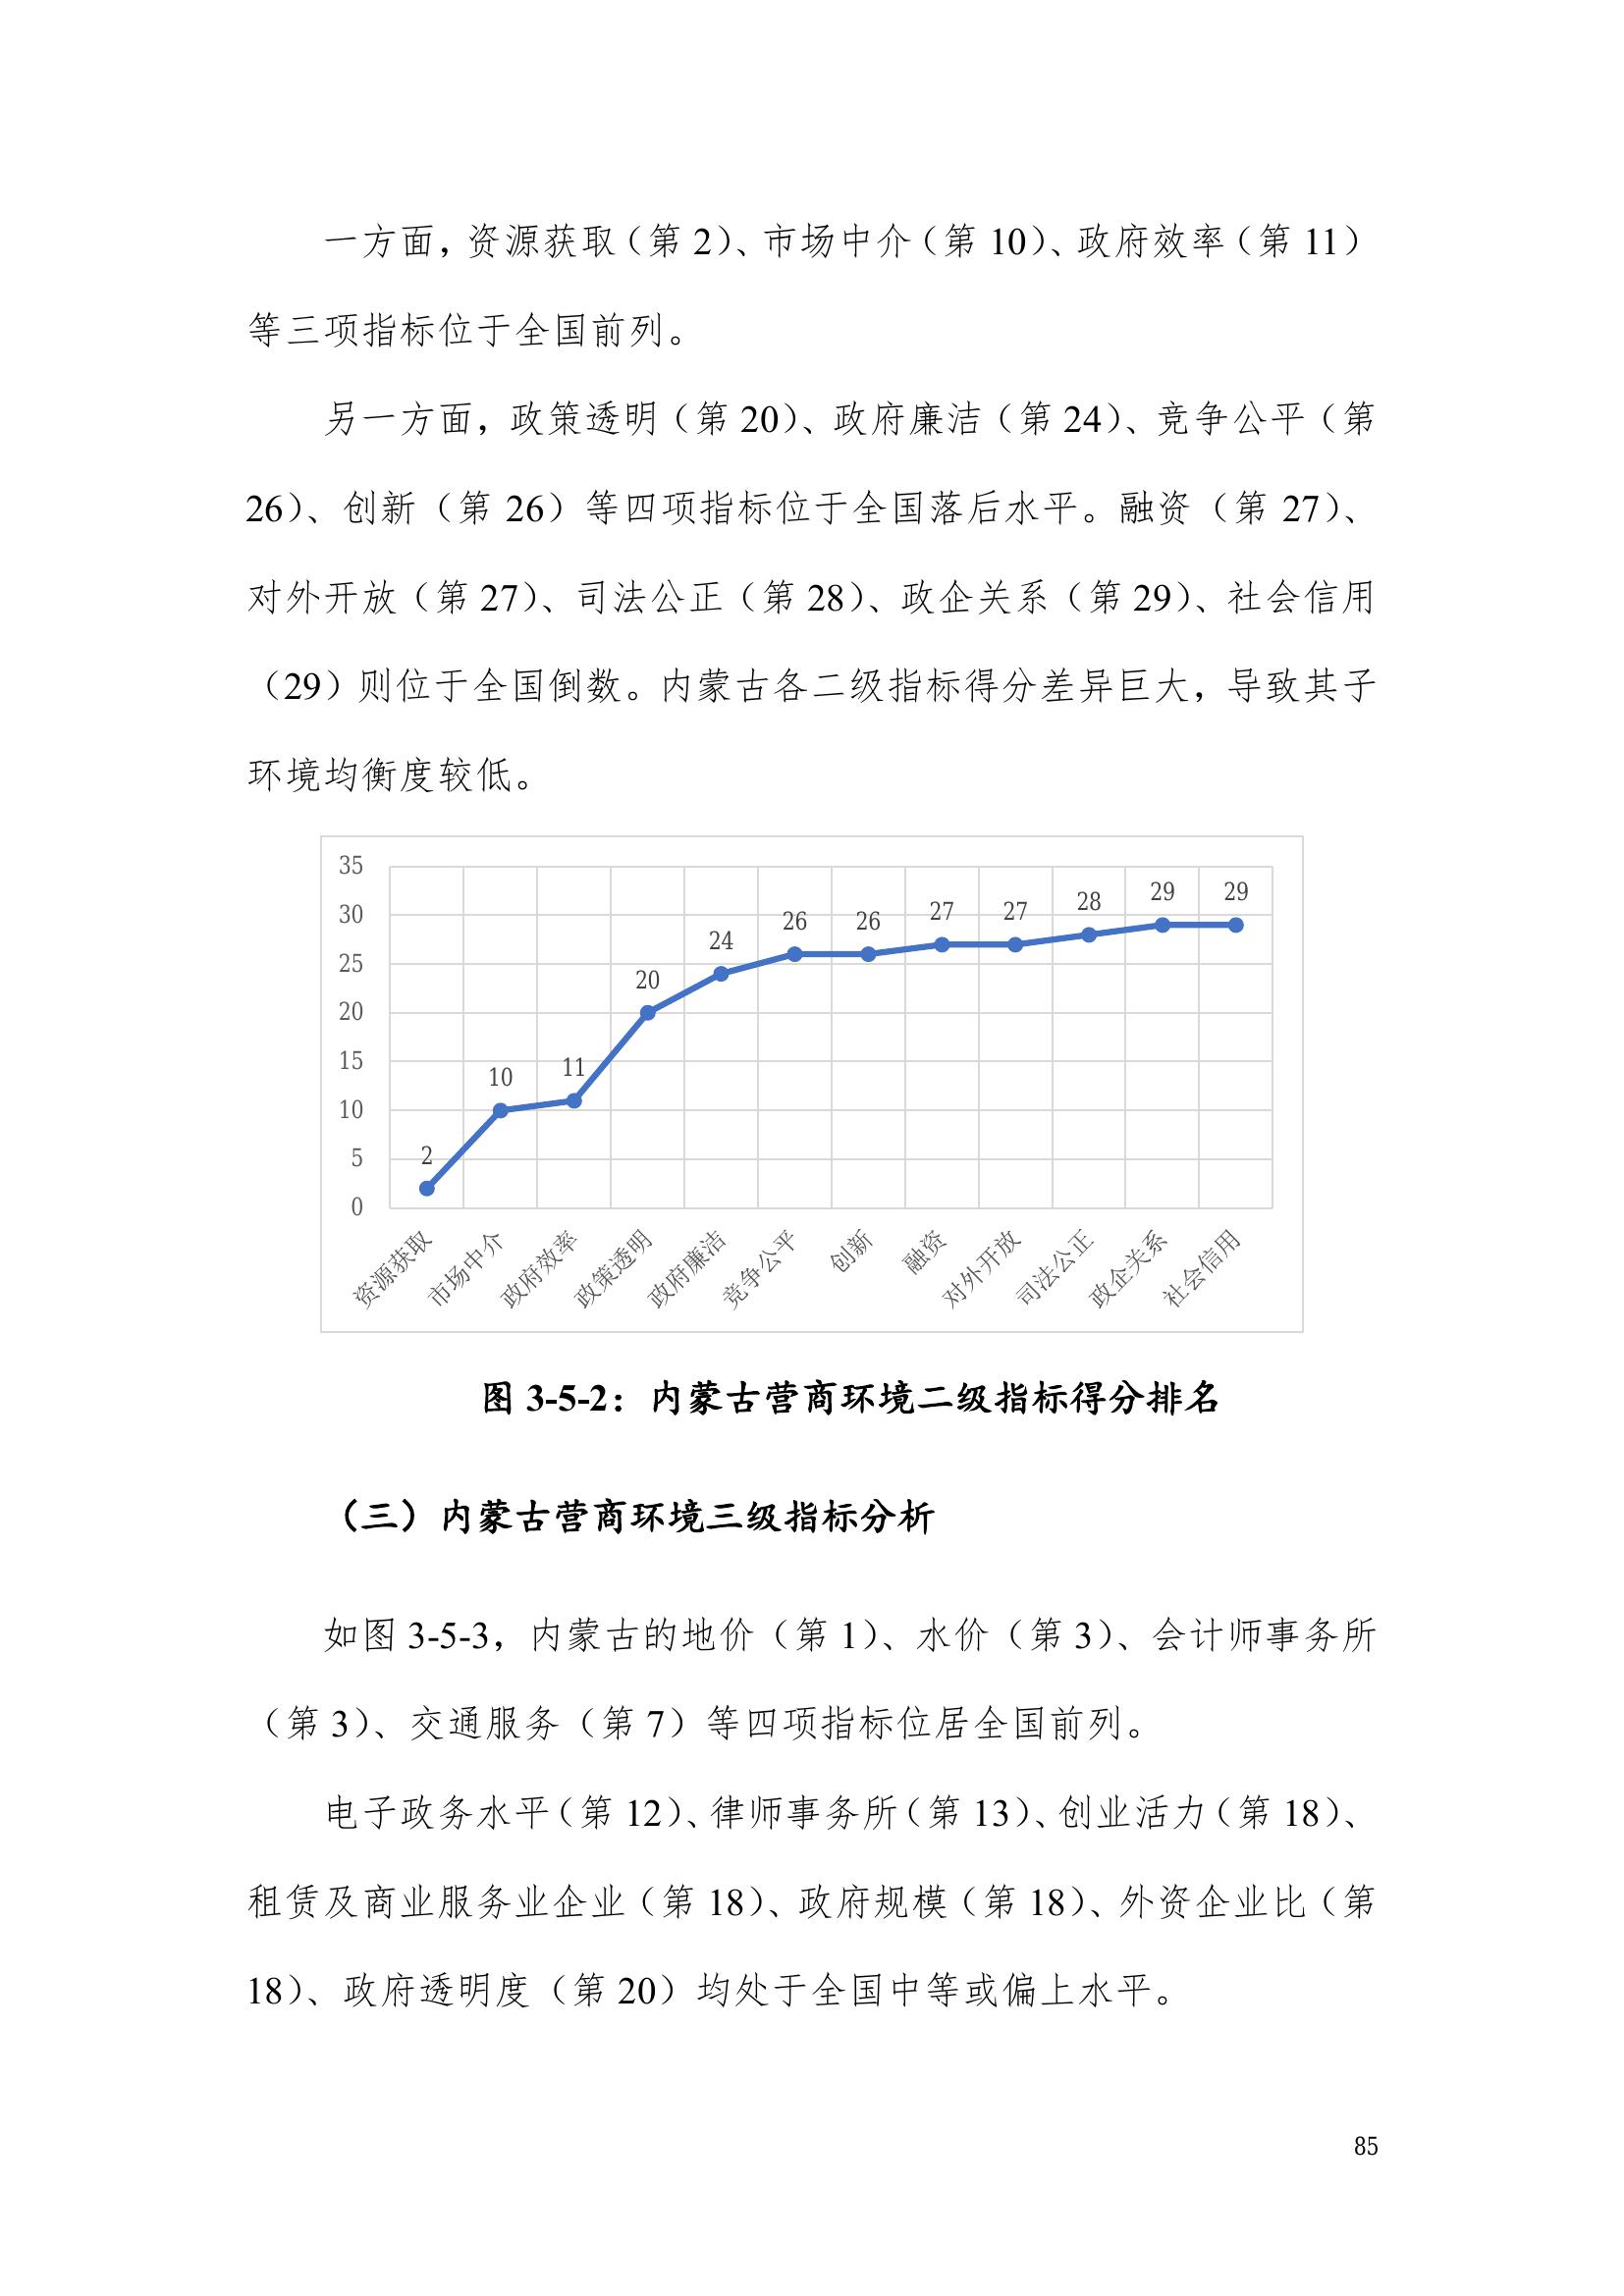 一方面，资源获取（第 2）、市场中介（第 10）、政府效率（第 11）
等三项指标位于全国前列。
另一方面，政策透明（第 20）、政府廉洁（第 24）、竞争公平（第
26）、创新（第 26）等四项指标位于全国落后水平。融资（第 27）、
对外开放（第 27）、司法公正（第 28）、政企关系（第 29）、社会信用
（29）则位于全国倒数。内蒙古各二级指标得分差异巨大，导致其子
环境均衡度较低。
35
30
25
20
15
10
5
0
2
10
11
20
24
26
26
27
27
28
29
29
资源获取
市场中介
政府效率
政策透明
政府廉洁
竞争公平
创新
融资
对外开放
司法公正
政企关系
社会信用
图 3-5-2：内蒙古营商环境二级指标得分排名
（三）内蒙古营商环境三级指标分析
如图 3-5-3，内蒙古的地价（第 1）、水价（第 3）、会计师事务所
（第 3）、交通服务（第 7）等四项指标位居全国前列。
电子政务水平（第 12）、律师事务所（第 13）、创业活力（第 18）、
租赁及商业服务业企业（第 18）、政府规模（第 18）、外资企业比（第
18）、政府透明度（第 20）均处于全国中等或偏上水平。
85